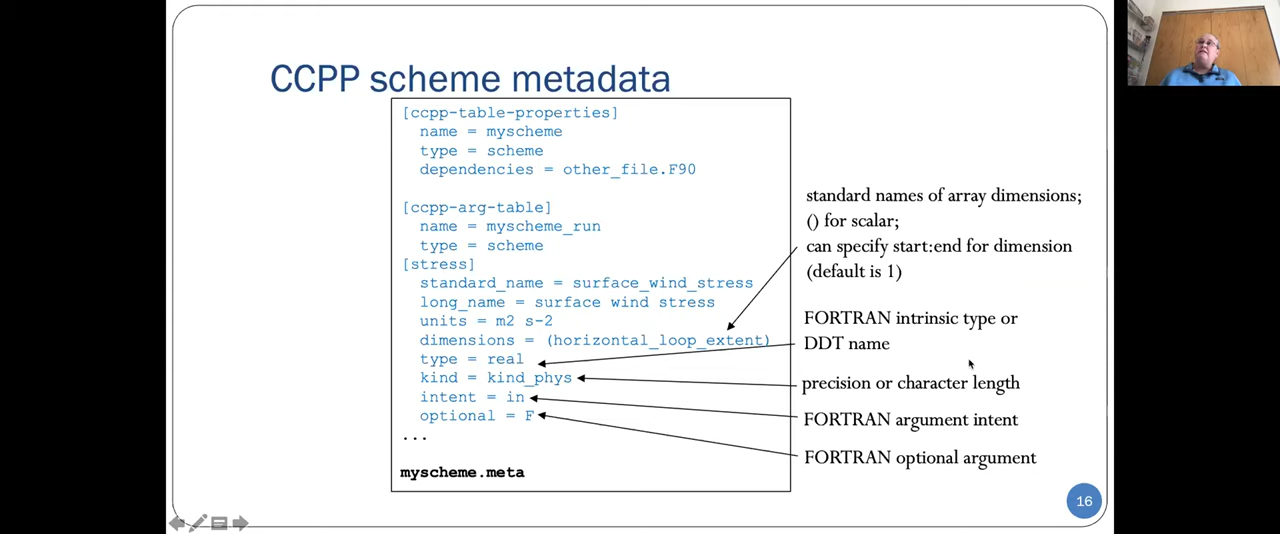 CCPP scheme metadata
[ccpp-table-properties]
name = myscheme
type = scheme
dependencies = other_file.F90
[ccpp-arg-table]
name = myscheme_run
type = scheme
[stress]
standard_name = surface_wind_stress
long_name = surface wind stress
units = m2 s-2
dimensions = (horizontal_loop_extent)
type = real
kind = kind_phys
intent = in
optional = F
...
myscheme.meta
standard names of array dimensions;
() for scalar;
can specify start:end for dimension
(default is 1)
FORTRAN intrinsic type or
DDT name
precision or character length
FORTRAN argument intent
FORTRAN optional argument
16